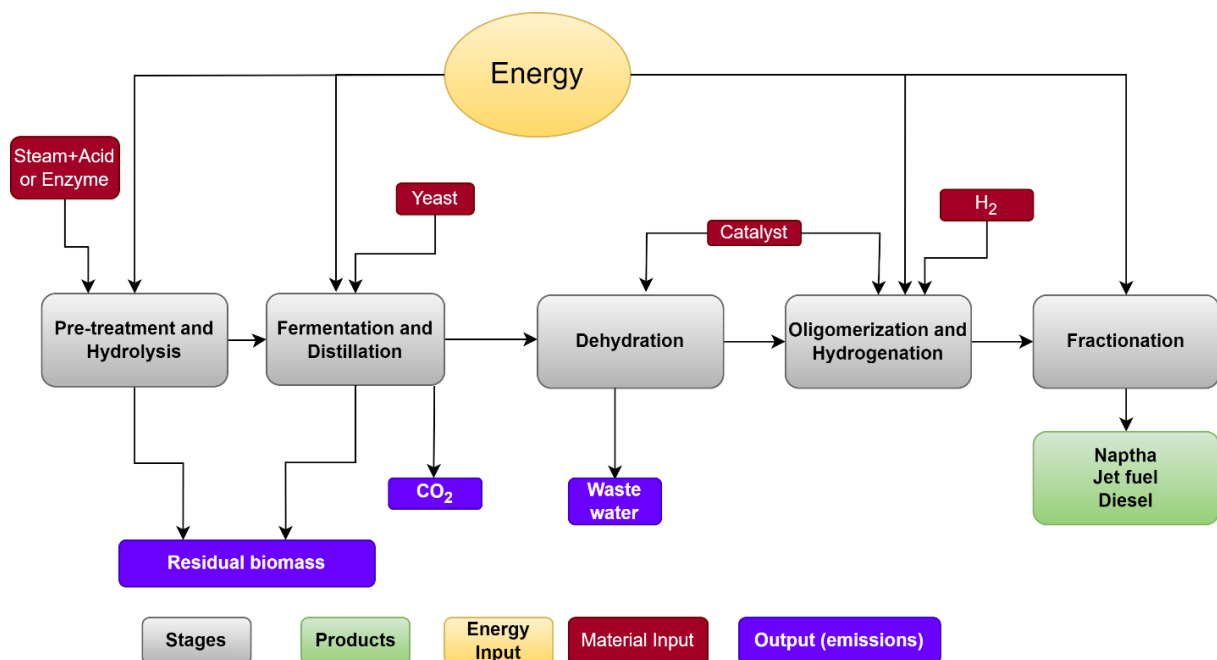 Energy
Steam+Acid
or Enzyme
Yeast
Catalyst
H₂
Pre-treatment and
Hydrolysis
Fermentation and
Distillation
Dehydration
Oligomerization and
Hydrogenation
Fractionation
CO₂
Waste
water
Naptha
Jet fuel
Diesel
Residual biomass
Stages
Products
Energy
Input
Material Input
Output (emissions)